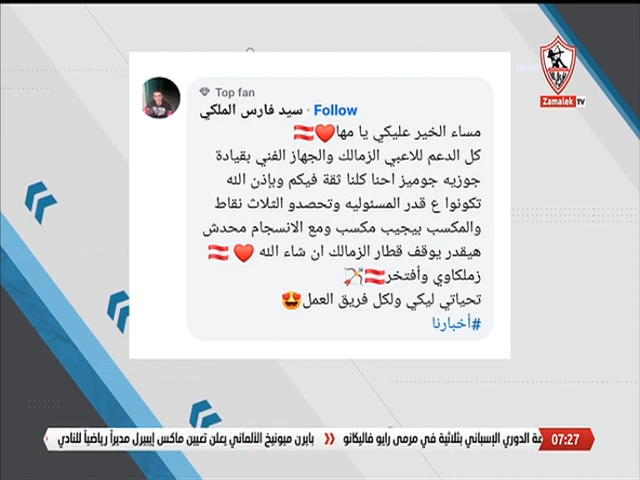 Top fan
سيد فارس الملكي · Follow
مساء الخير عليكي يا مها❤️🇦🇹
كل الدعم للاعبي الزمالك والجهاز الفني بقيادة
جوزيه جوميز احنا كلنا ثقة فيكم وبإذن الله
تكونوا ع قدر المسئوليه وتحصدو الثلاث نقاط
والمكسب بيجيب مكسب ومع الانسجام محدش
هيقدر يوقف قطار الزمالك ان شاء الله ❤️ 🇦🇹
زملكاوي وأفتخر🇦🇹🏹
تحياتي ليكي ولكل فريق العمل😍
#أخبارنا
مباشر
Zamalek TV
07:27
عة الدوري الإسباني بثلاثية في مرمى رايو فاليكانو » بايرن ميونيخ الألماني يعلن تعيين ماكس إيبيرل مديراً رياضياً للنادي